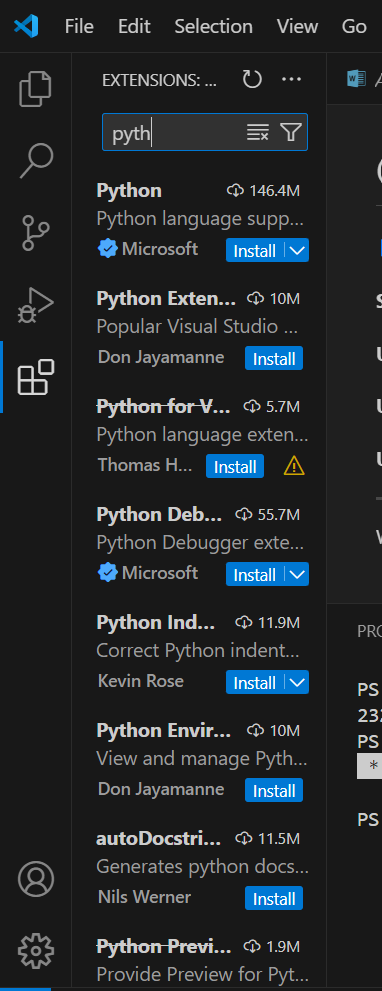 File Edit Selection View Go
EXTENSIONS: ...
pyth
Python 146.4M
Python language supp...
Microsoft Install
Python Exten... 10M
Popular Visual Studio ...
Don Jayamanne Install
Python for V... 5.7M
Python language exten...
Thomas H... Install
Python Deb... 55.7M
Python Debugger exte...
Microsoft Install
Python Ind... 11.9M
Correct Python indent...
Kevin Rose Install
Python Envir... 10M
View and manage Pyth...
Don Jayamanne Install
autoDocstri... 11.5M
Generates python docs...
Nils Werner Install
Python Previ... 1.9M
Provide Preview for Pyt...
PS
232
PS
*
PS